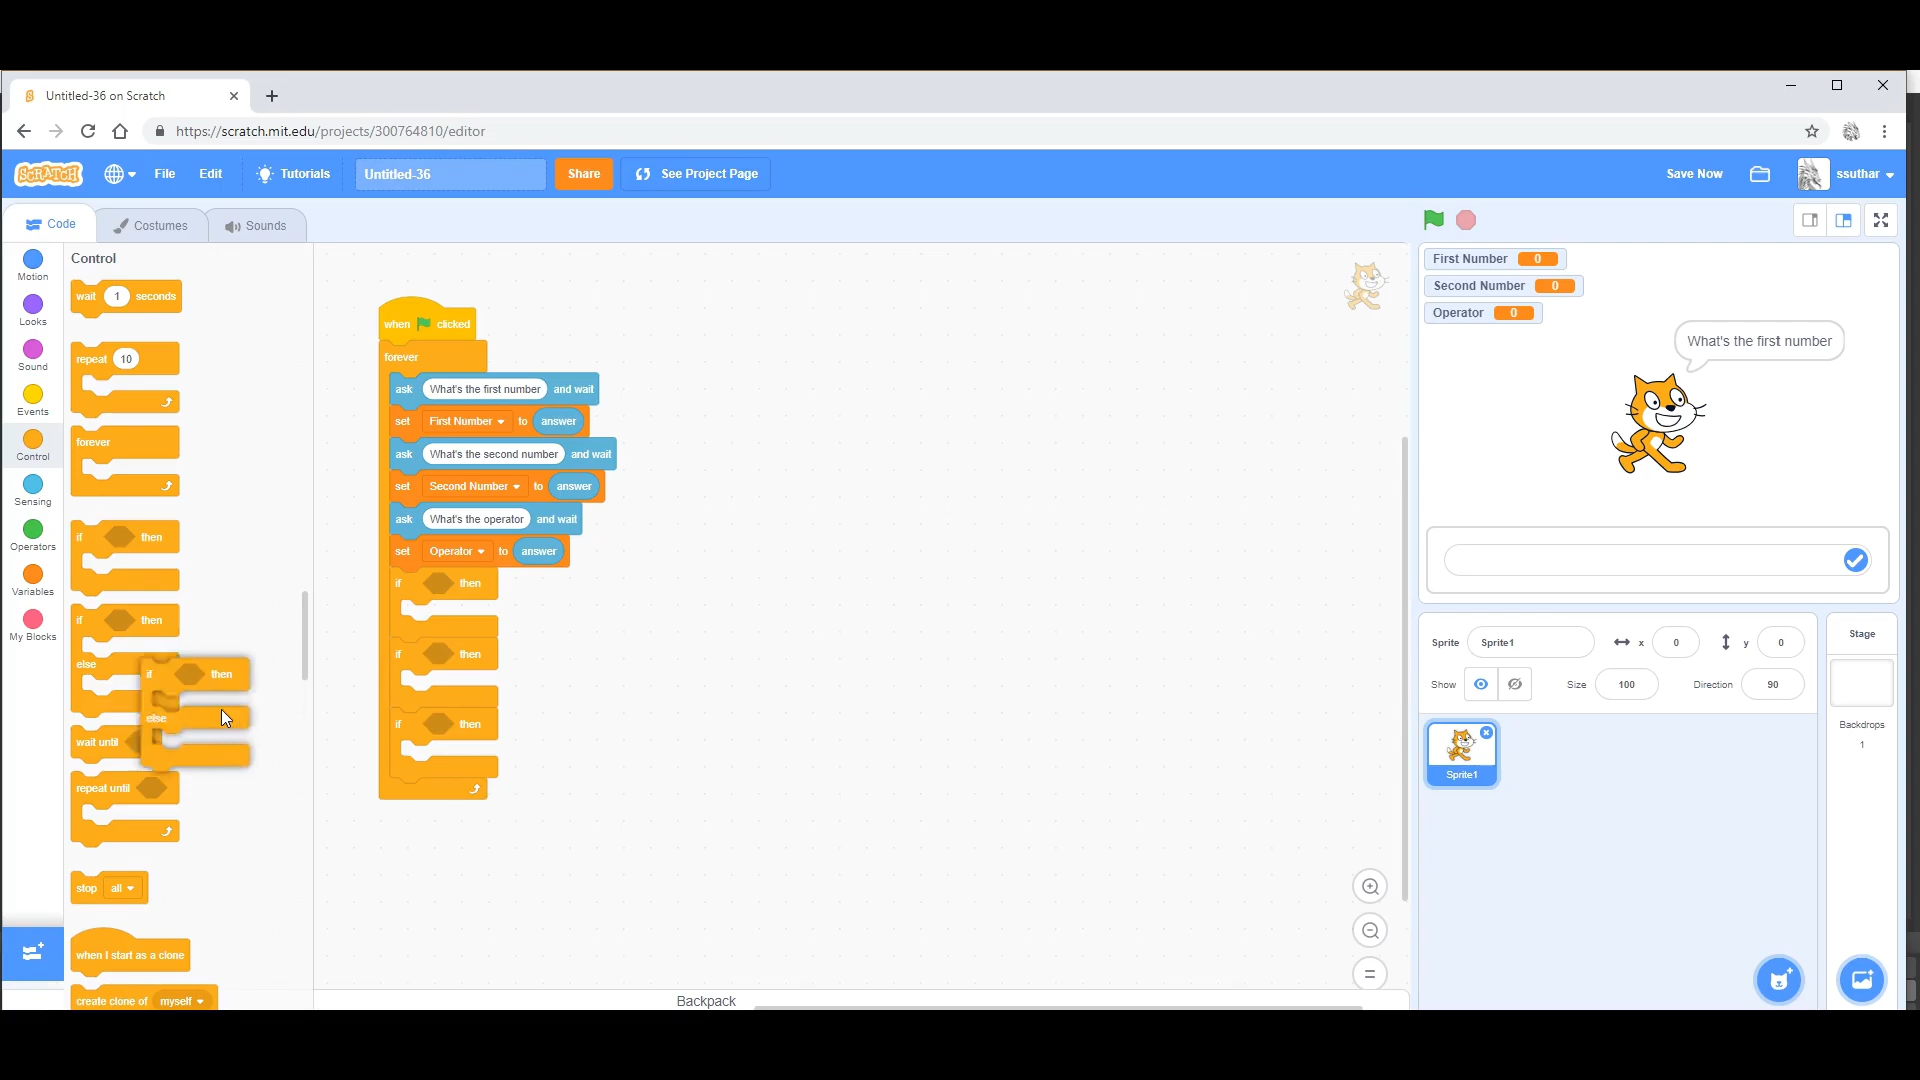 Untitled-36 on Scratch
https://scratch.mit.edu/projects/300764810/editor
SCRATCH
File
Edit
Tutorials
Untitled-36
Share
See Project Page
Save Now
ssuthar
Code
Costumes
Sounds
Motion
Looks
Sound
Events
Control
Sensing
Operators
Variables
My Blocks
Control
wait 1 seconds
repeat 10
forever
if then
if then
else
if then
else
wait until
repeat until
stop all
when I start as a clone
create clone of myself
when clicked
forever
ask What's the first number and wait
set First Number to answer
ask What's the second number and wait
set Second Number to answer
ask What's the operator and wait
set Operator to answer
if then
if then
if then
Backpack
First Number 0
Second Number 0
Operator 0
What's the first number
Sprite Sprite1 x 0 y 0
Show Size 100 Direction 90
Sprite1
Stage
Backdrops
1